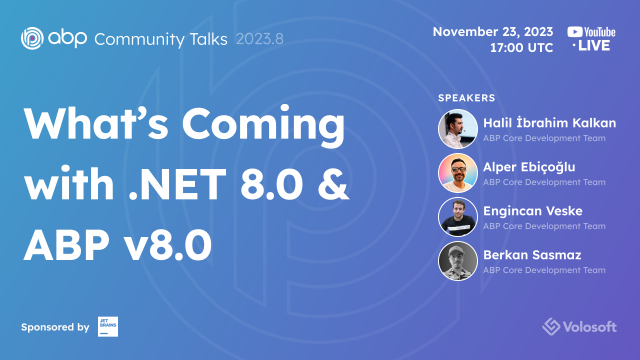 abp Community Talks 2023.8
November 23, 2023
17:00 UTC
YouTube
LIVE
What's Coming
with .NET 8.0 &
ABP v8.0
SPEAKERS
Halil İbrahim Kalkan
ABP Core Development Team
Alper Ebiçoğlu
ABP Core Development Team
Engincan Veske
ABP Core Development Team
Berkan Sasmaz
ABP Core Development Team
Sponsored by
JET
BRAINS
Volosoft